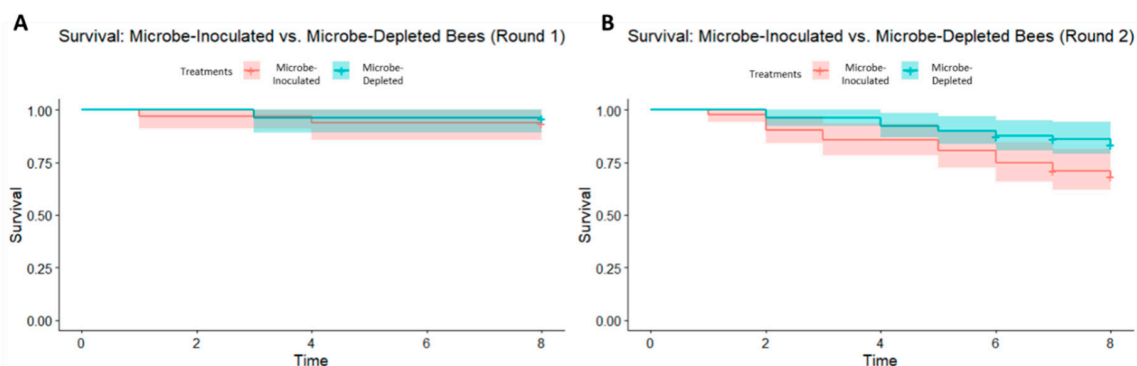 A
Survival: Microbe-Inoculated vs. Microbe-Depleted Bees (Round 1)
Treatments
Microbe-
Inoculated
Microbe-
Depleted
1.00
0.75
0.50
0.25
0.00
Survival
0 2 4 6 8
Time
B
Survival: Microbe-Inoculated vs. Microbe-Depleted Bees (Round 2)
Treatments
Microbe-
Inoculated
Microbe-
Depleted
1.00
0.75
0.50
0.25
0.00
Survival
0 2 4 6 8
Time